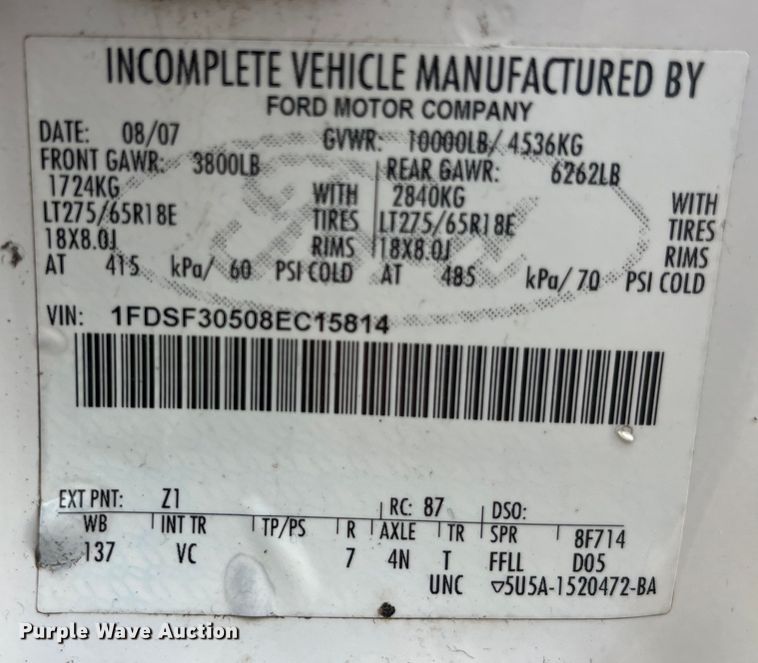 INCOMPLETE VEHICLE MANUFACTURED BY
FORD MOTOR COMPANY
DATE: 08/07 GVWR: 10000LB/ 4536KG
FRONT GAWR: 3800LB REAR GAWR: 6262LB
1724KG WITH 2840KG WITH
LT275/65R18E TIRES LT275/65R18E TIRES
18X8.0J RIMS 18X8.0J RIMS
AT 415 kPa/ 60 PSI COLD AT 485 kPa/ 70 PSI COLD
VIN: 1FDSF30508EC15814
EXT PNT: Z1 RC: 87 DSO:
WB INT TR TP/PS R AXLE TR SPR 8F714
137 VC 7 4N T FFLL D05
UNC ▽5U5A-1520472-BA
Purple Wave Auction